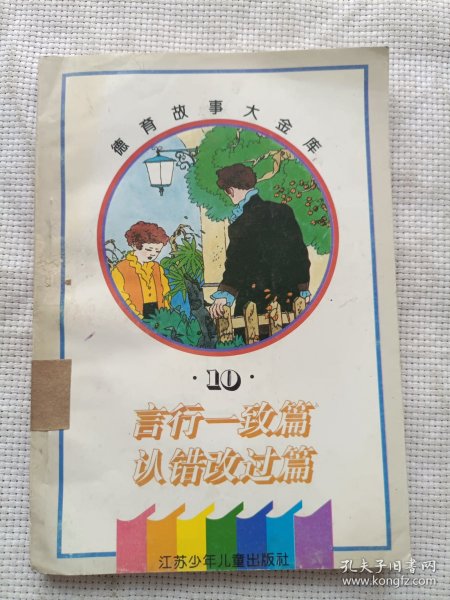 德育故事大金库
·10·
言行一致篇
认错改过篇
江苏少年儿童出版社
孔夫子旧书网
www.kongfz.com